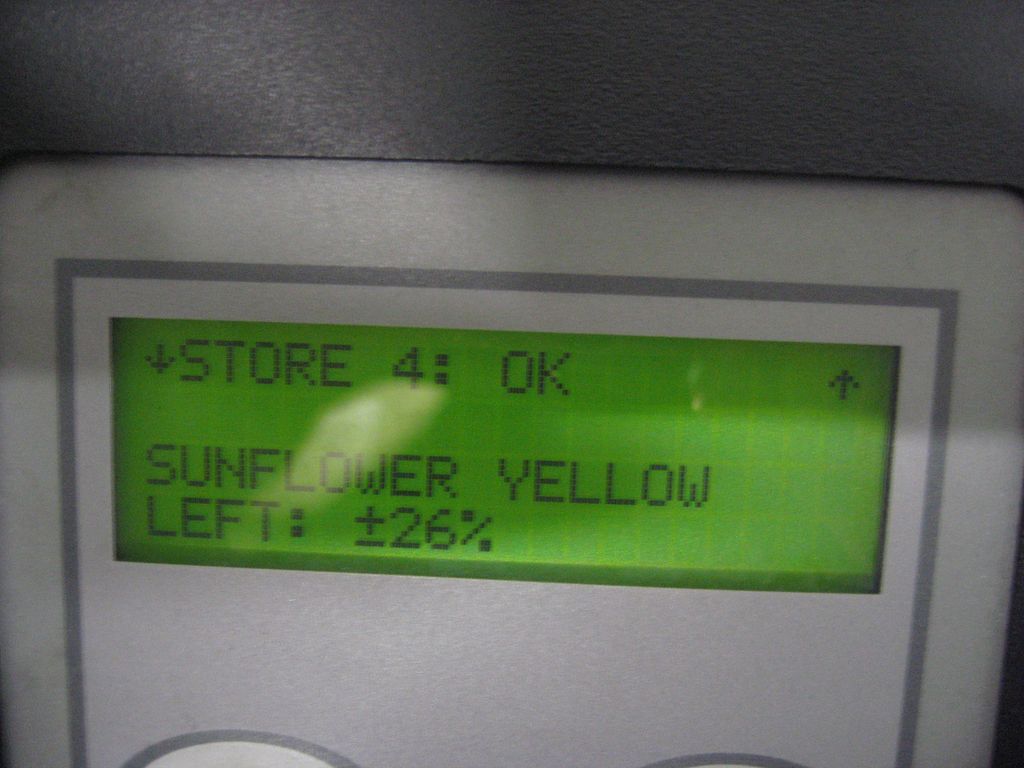 ↓STORE 4: OK ↑
SUNFLOWER YELLOW
LEFT: ±26%